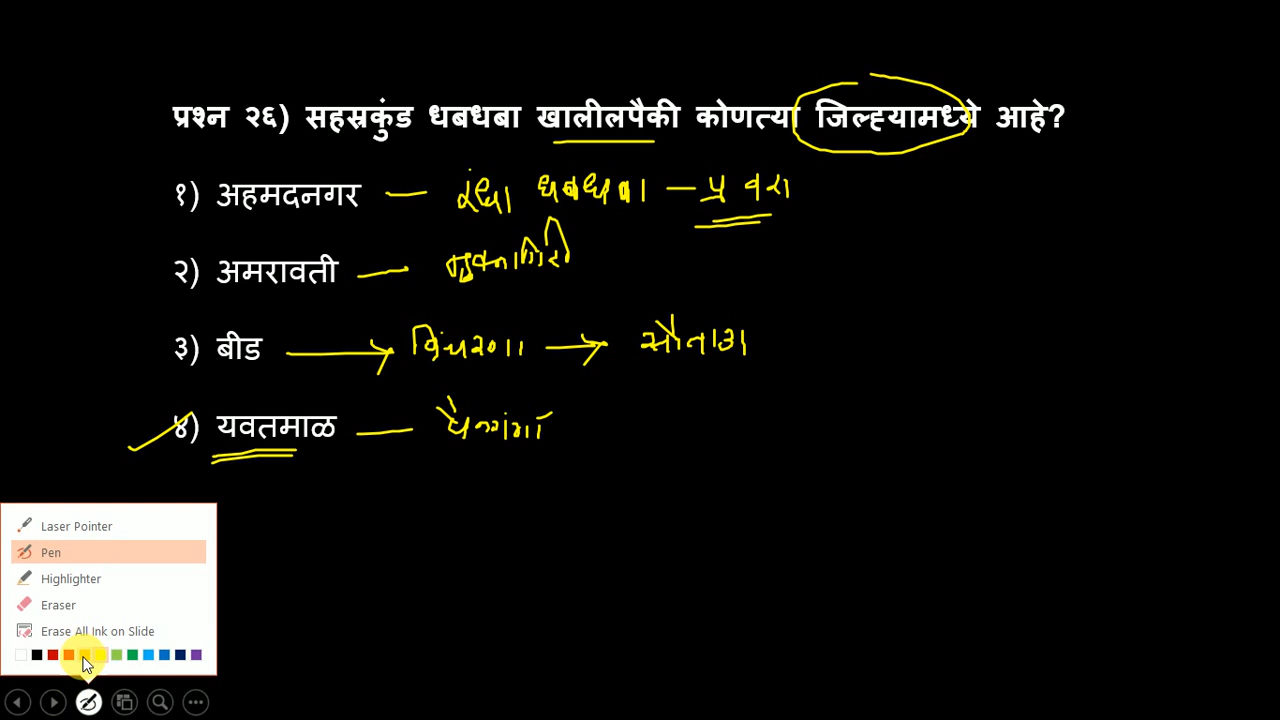 प्रश्न २६) सहस्रकुंड धबधबा खालीलपैकी कोणत्या जिल्ह्यामध्ये आहे?
१) अहमदनगर — रंधा धबधबा — प्रवरा
२) अमरावती — मुक्तागिरी
३) बीड → बिंदुसरा → सौताडा
४) यवतमाळ — पैनगंगा
Laser Pointer
Pen
Highlighter
Eraser
Erase All Ink on Slide